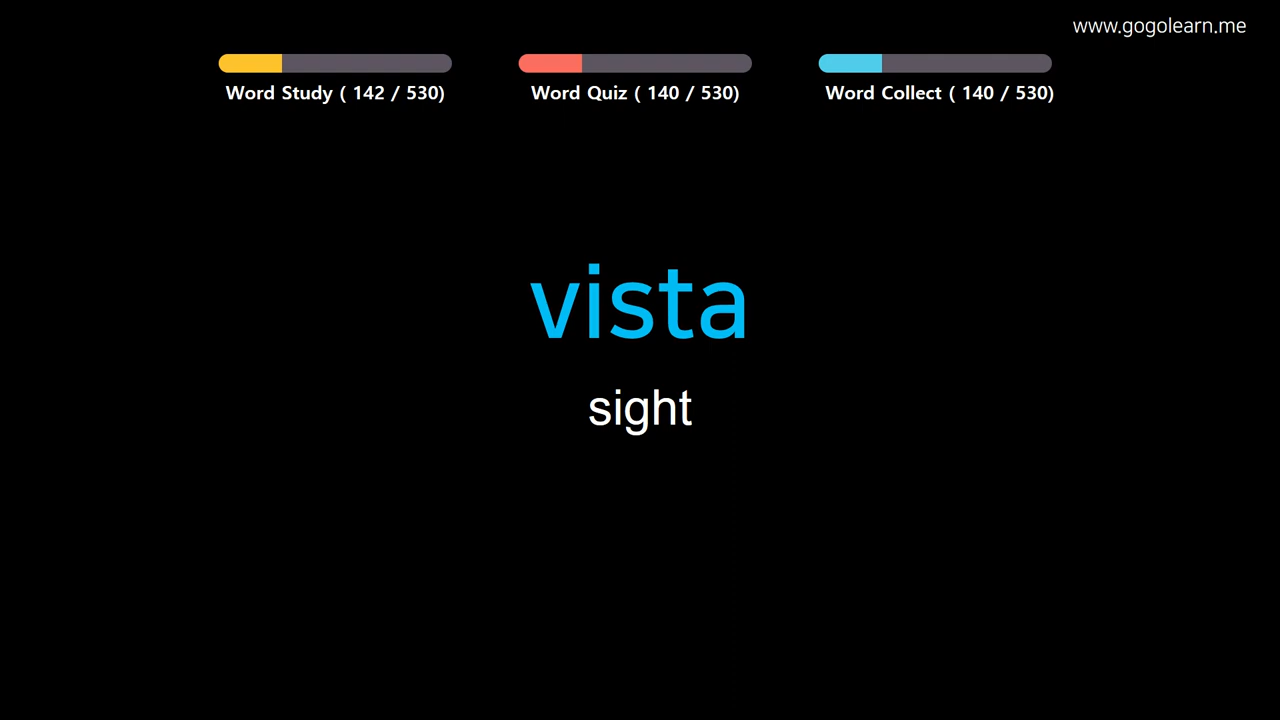 www.gogolearn.me
Word Study ( 142 / 530)
Word Quiz ( 140 / 530)
Word Collect ( 140 / 530)
vista
sight